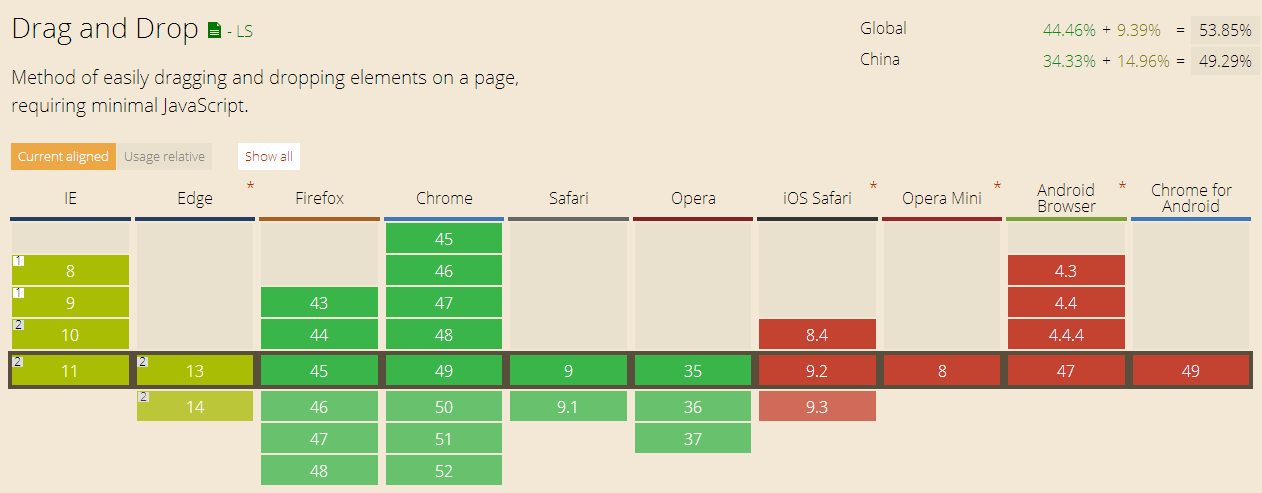 Drag and Drop - LS
Global 44.46% + 9.39% = 53.85%
China 34.33% + 14.96% = 49.29%
Method of easily dragging and dropping elements on a page,
requiring minimal JavaScript.
Current aligned Usage relative Show all
IE Edge * Firefox Chrome Safari Opera iOS Safari * Opera Mini * Android Browser * Chrome for Android
45
1 8 46 4.3
1 9 43 47 4.4
2 10 44 48 8.4 4.4.4
2 11 2 13 45 49 9 35 9.2 8 47 49
2 14 46 50 9.1 36 9.3
47 51 37
48 52